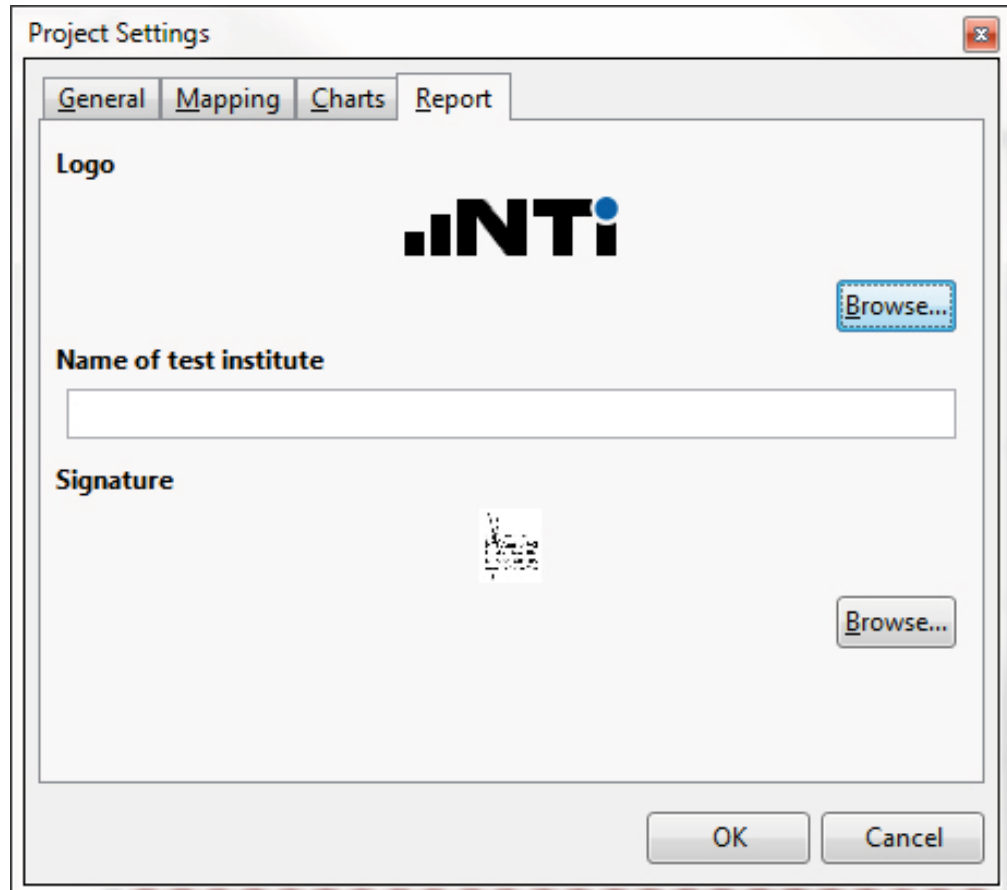 Project Settings
General Mapping Charts Report
Logo
NTi
Browse...
Name of test institute
Signature
Browse...
OK Cancel